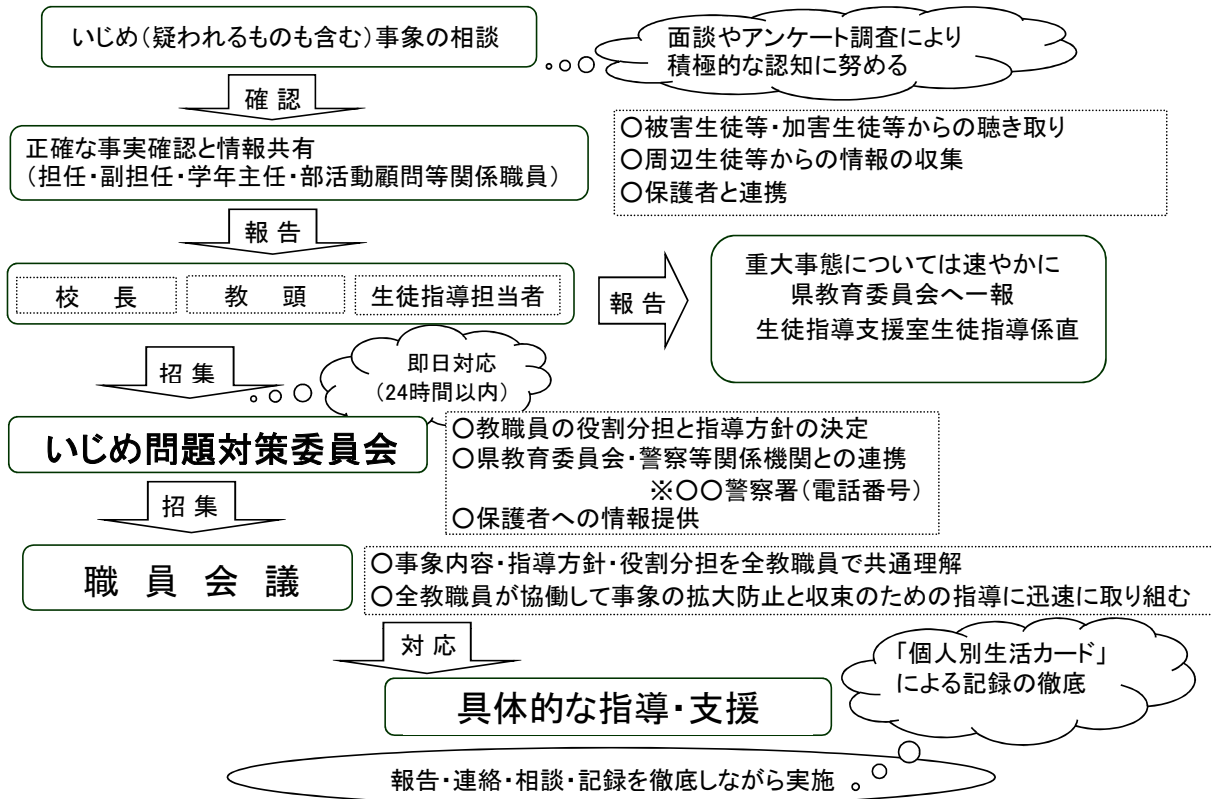 いじめ（疑われるものも含む）事象の相談
面談やアンケート調査により
積極的な認知に努める
確 認
正確な事実確認と情報共有
（担任・副担任・学年主任・部活動顧問等関係職員）
○被害生徒等・加害生徒等からの聴き取り
○周辺生徒等からの情報の収集
○保護者と連携
報 告
校　長
教　頭
生徒指導担当者
報 告
重大事態については速やかに
県教育委員会へ一報
生徒指導支援室生徒指導係直
招 集
即日対応
（24時間以内）
いじめ問題対策委員会
○教職員の役割分担と指導方針の決定
○県教育委員会・警察等関係機関との連携
※○○警察署（電話番号）
○保護者への情報提供
招 集
職 員 会 議
○事象内容・指導方針・役割分担を全教職員で共通理解
○全教職員が協働して事象の拡大防止と収束のための指導に迅速に取り組む
対 応
「個人別生活カード」
による記録の徹底
具体的な指導・支援
報告・連絡・相談・記録を徹底しながら実施